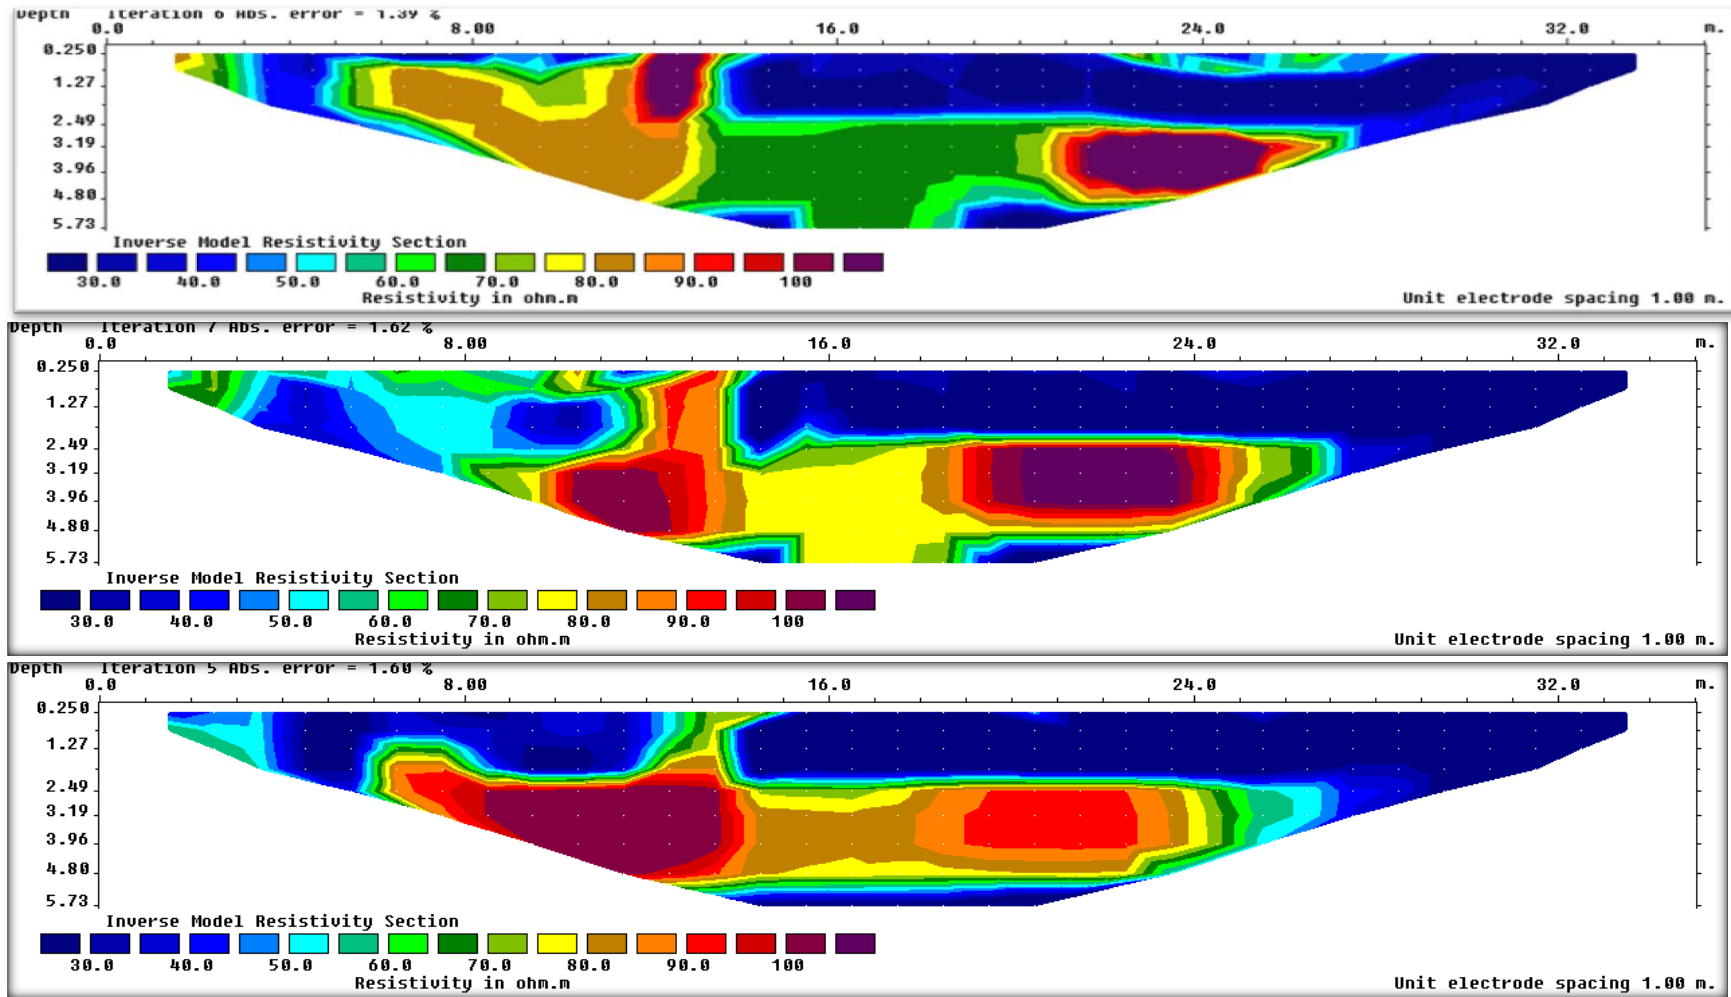 Depth Iteration 6 Abs. error = 1.39 %
0.0 8.00 16.0 24.0 32.0 m.
0.250
1.27
2.49
3.19
3.96
4.80
5.73
Inverse Model Resistivity Section
30.0 40.0 50.0 60.0 70.0 80.0 90.0 100
Resistivity in ohm.m
Unit electrode spacing 1.00 m.
Depth Iteration 7 Abs. error = 1.62 %
0.0 8.00 16.0 24.0 32.0 m.
0.250
1.27
2.49
3.19
3.96
4.80
5.73
Inverse Model Resistivity Section
30.0 40.0 50.0 60.0 70.0 80.0 90.0 100
Resistivity in ohm.m
Unit electrode spacing 1.00 m.
Depth Iteration 5 Abs. error = 1.60 %
0.0 8.00 16.0 24.0 32.0 m.
0.250
1.27
2.49
3.19
3.96
4.80
5.73
Inverse Model Resistivity Section
30.0 40.0 50.0 60.0 70.0 80.0 90.0 100
Resistivity in ohm.m
Unit electrode spacing 1.00 m.